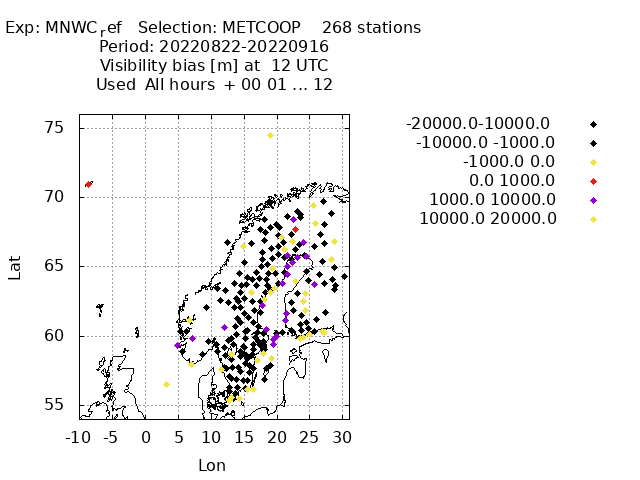 Exp: MNWCref Selection: METCOOP 268 stations
Period: 20220822-20220916
Visibility bias [m] at 12 UTC
Used All hours + 00 01 ... 12
-20000.0-10000.0
-10000.0 -1000.0
-1000.0 0.0
0.0 1000.0
1000.0 10000.0
10000.0 20000.0
75
70
65
60
55
Lat
-10 -5 0 5 10 15 20 25 30
Lon